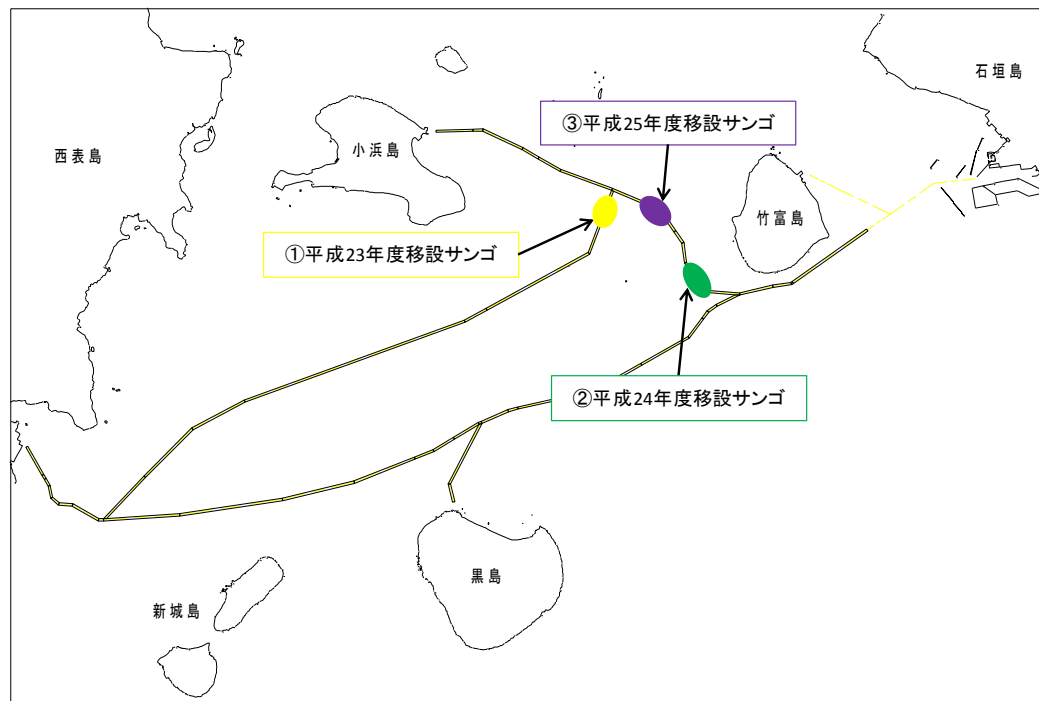 石垣島
③平成25年度移設サンゴ
小浜島
西表島
竹富島
①平成23年度移設サンゴ
②平成24年度移設サンゴ
黒島
新城島